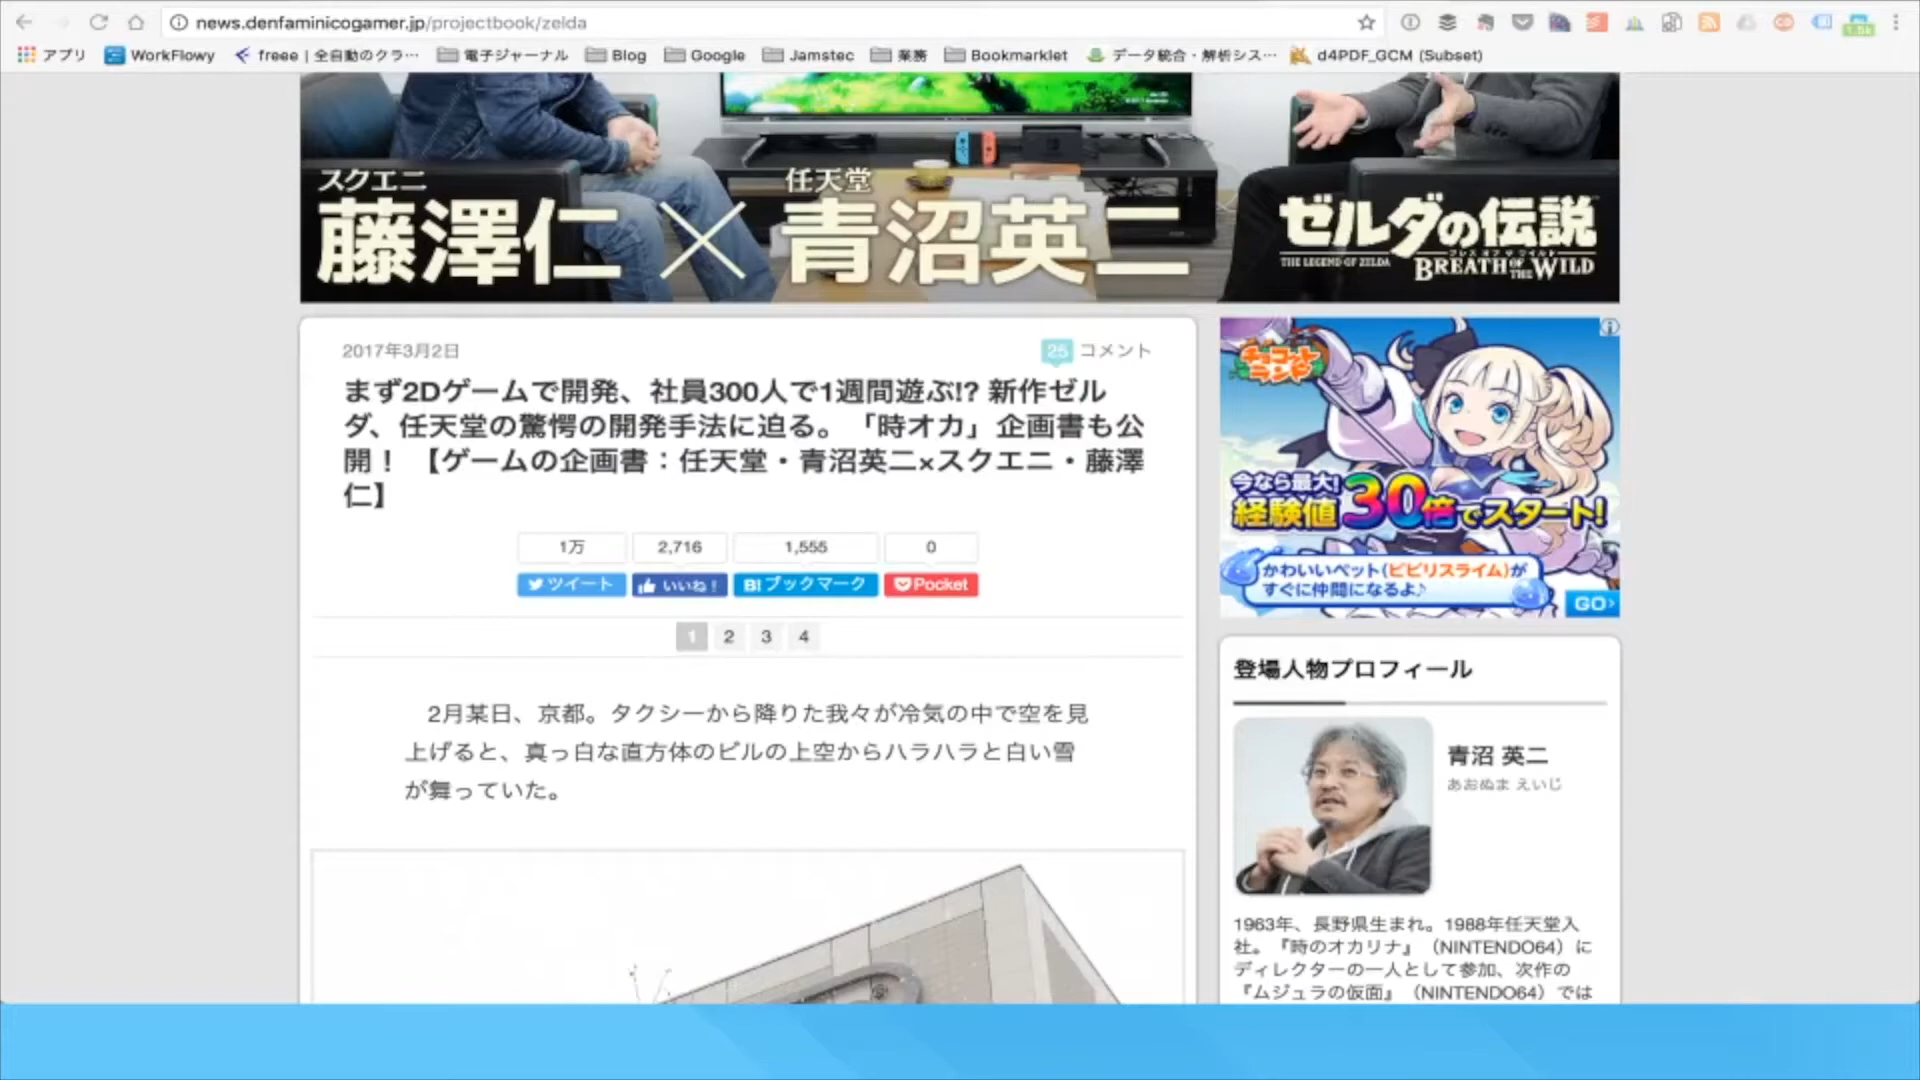 news.denfaminicogamer.jp/projectbook/zelda
アプリ WorkFlowy freee | 全自動のクラ… 電子ジャーナル Blog Google Jamstec 業務 Bookmarklet データ統合・解析シス… d4PDF_GCM (Subset)
スクエニ
藤澤仁×
任天堂
青沼英二
ゼルダの伝説
ブレス オブ ザ ワイルド
THE LEGEND OF ZELDA
BREATH OF THE WILD
2017年3月2日
25 コメント
まず2Dゲームで開発、社員300人で1週間遊ぶ!? 新作ゼル
ダ、任天堂の驚愕の開発手法に迫る。「時オカ」企画書も公
開！ 【ゲームの企画書：任天堂・青沼英二×スクエニ・藤澤
仁】
1万 2,716 1,555 0
ツイート いいね！ B!ブックマーク Pocket
1 2 3 4
2月某日、京都。タクシーから降りた我々が冷気の中で空を見
上げると、真っ白な直方体のビルの上空からハラハラと白い雪
が舞っていた。
チョコットランド
今なら最大!
経験値30倍でスタート!
かわいいペット(ピピリスライム)が
すぐに仲間になるよ♪
GO›
登場人物プロフィール
青沼 英二
あおぬま えいじ
1963年、長野県生まれ。1988年任天堂入
社。『時のオカリナ』（NINTENDO64）に
ディレクターの一人として参加、次作の
『ムジュラの仮面』（NINTENDO64）では